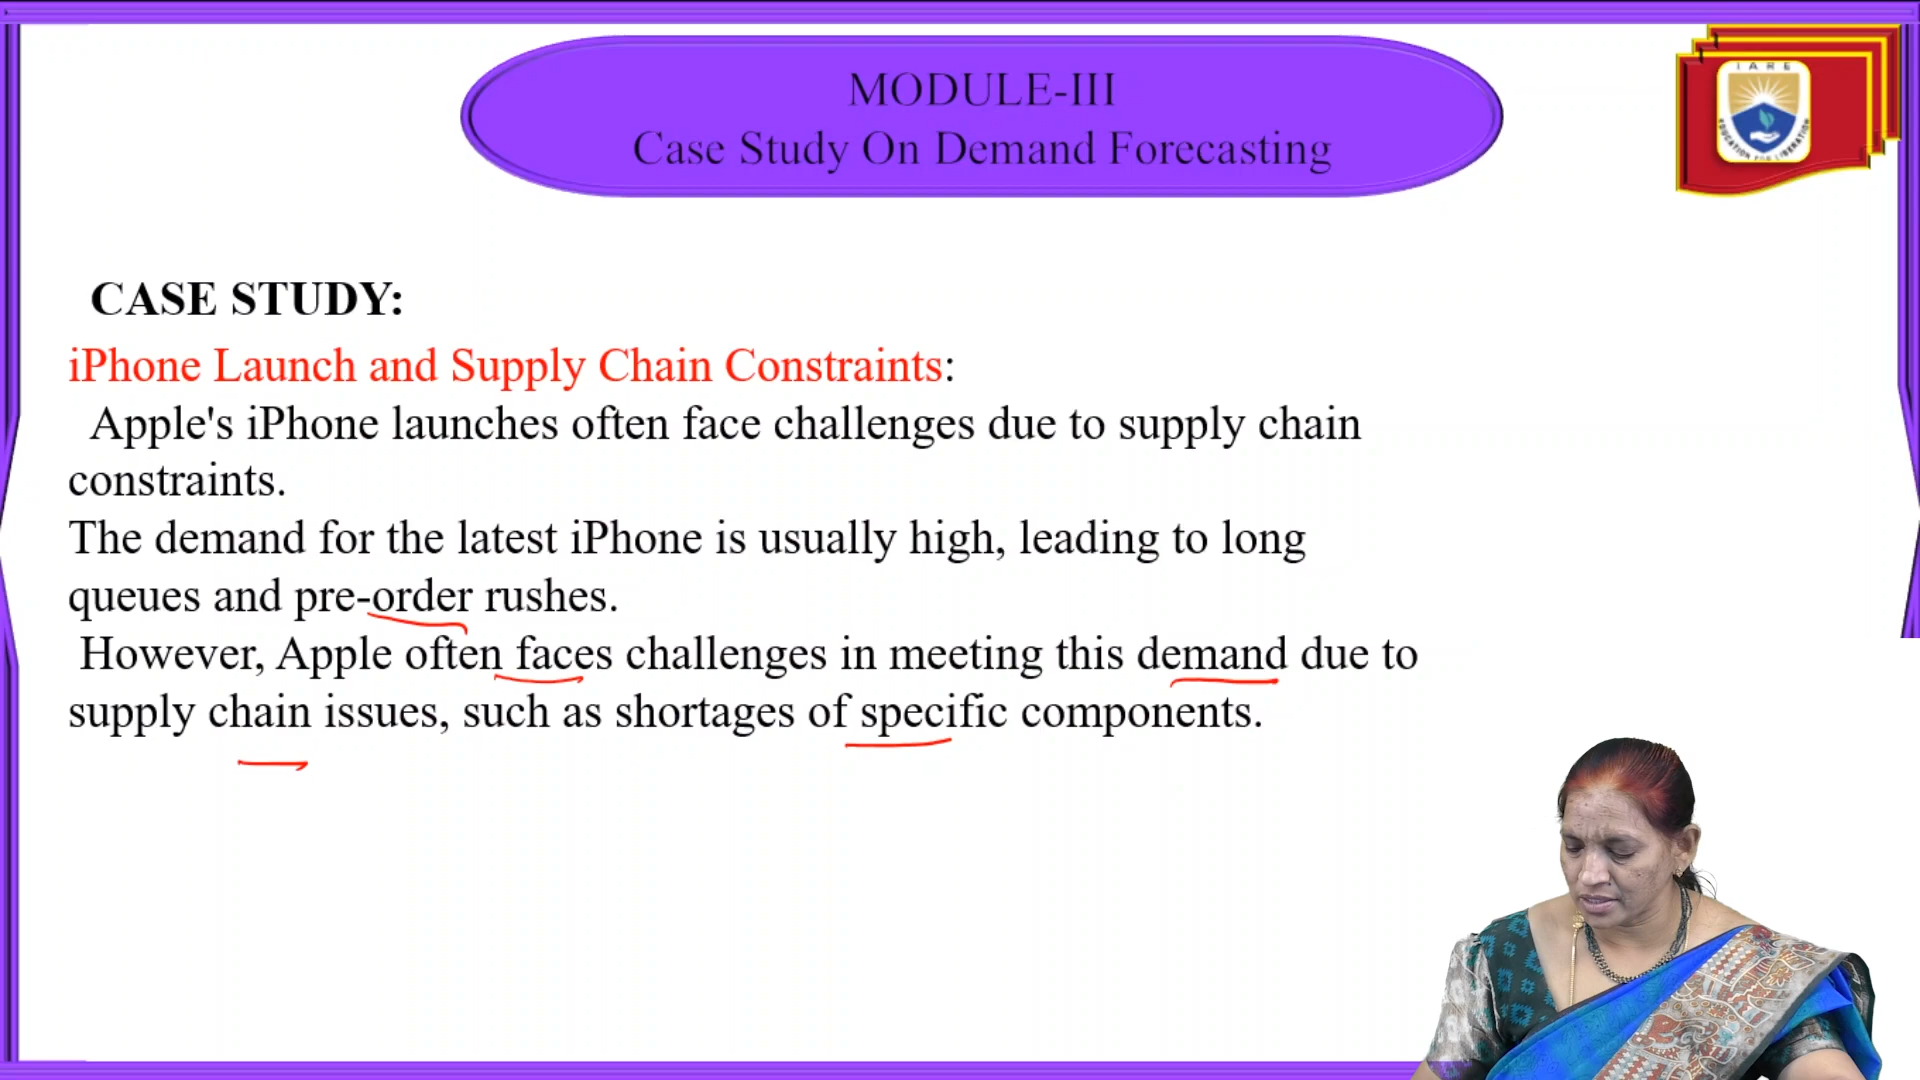 MODULE-III
Case Study On Demand Forecasting
I A R E
EDUCATION FOR LIBERATION
CASE STUDY:
iPhone Launch and Supply Chain Constraints:
Apple's iPhone launches often face challenges due to supply chain
constraints.
The demand for the latest iPhone is usually high, leading to long
queues and pre-order rushes.
However, Apple often faces challenges in meeting this demand due to
supply chain issues, such as shortages of specific components.